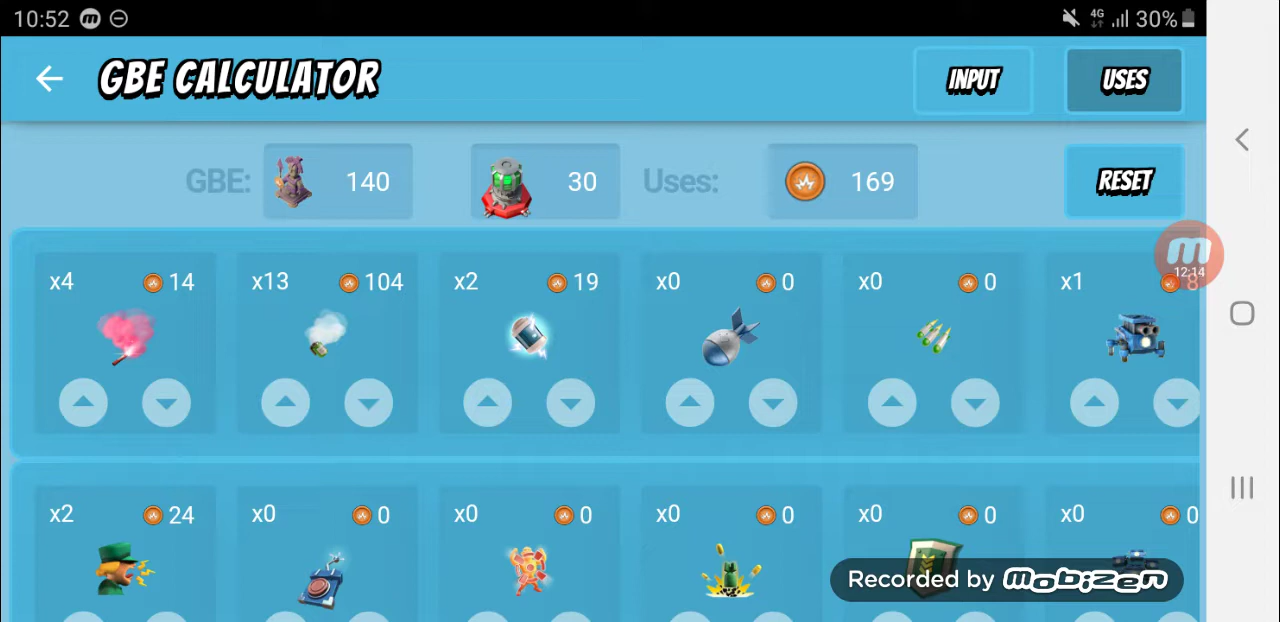 10:52 4G 30%
GBE CALCULATOR INPUT USES
GBE: 140 30 Uses: 169 RESET
12:14
x4 14 x13 104 x2 19 x0 0 x0 0 x1 8
x2 24 x0 0 x0 0 x0 0 x0 0 x0 0
Recorded by mobizen